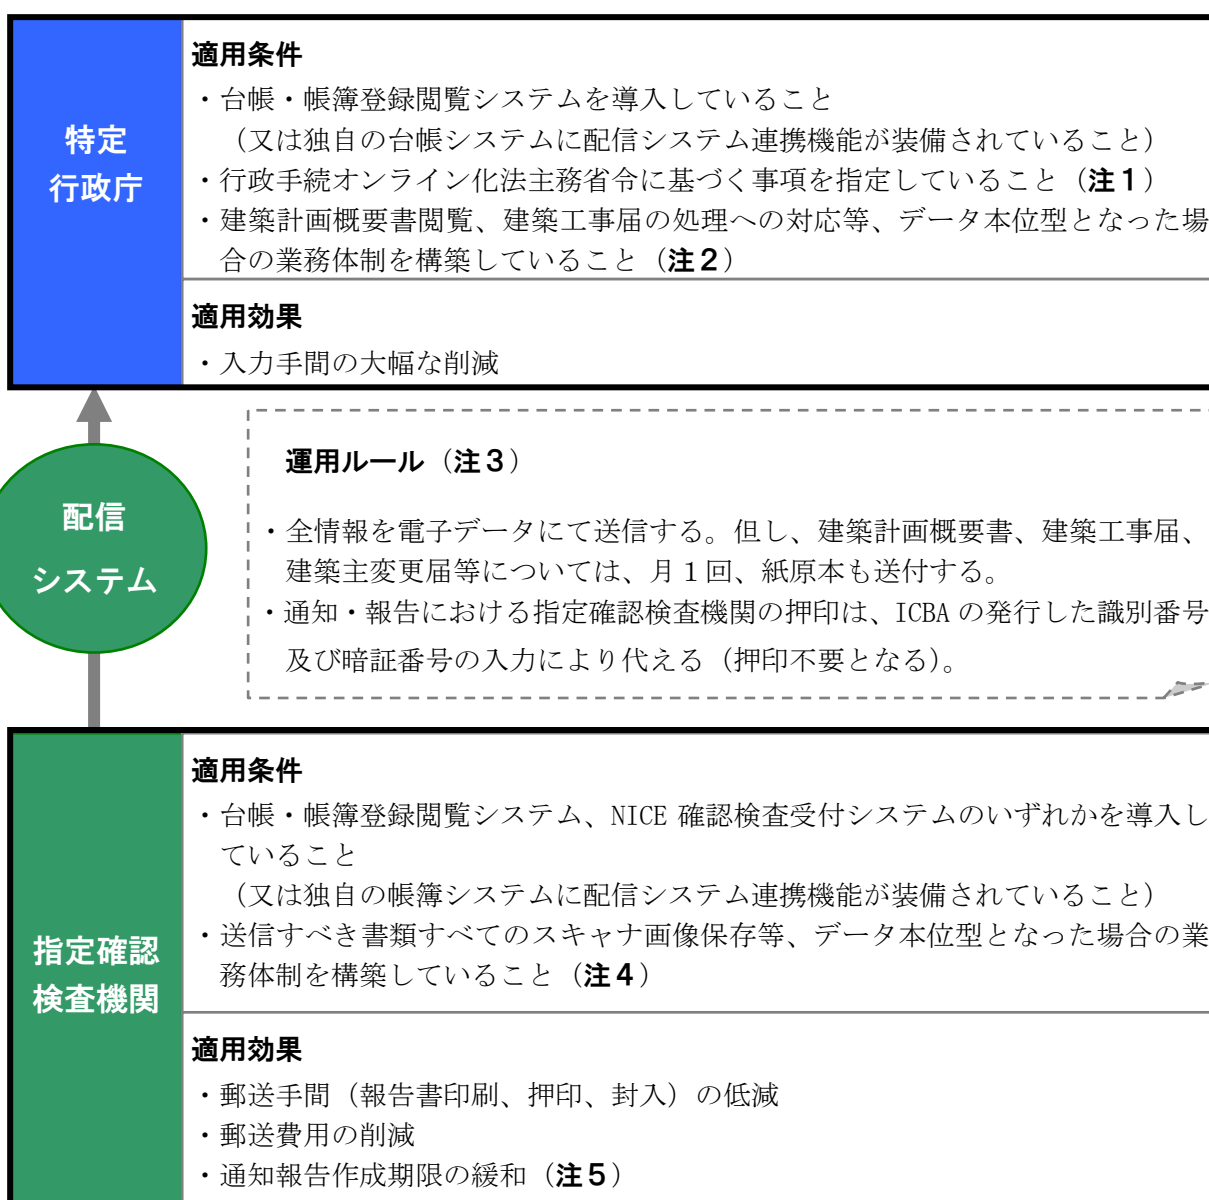 特定
行政庁
適用条件
・台帳・帳簿登録閲覧システムを導入していること
（又は独自の台帳システムに配信システム連携機能が装備されていること）
・行政手続オンライン化法主務省令に基づく事項を指定していること（注１）
・建築計画概要書閲覧、建築工事届の処理への対応等、データ本位型となった場
合の業務体制を構築していること（注２）
適用効果
・入力手間の大幅な削減
配信
システム
運用ルール（注３）
・全情報を電子データにて送信する。但し、建築計画概要書、建築工事届、
建築主変更届等については、月１回、紙原本も送付する。
・通知・報告における指定確認検査機関の押印は、ICBA の発行した識別番号
及び暗証番号の入力により代える（押印不要となる）。
指定確認
検査機関
適用条件
・台帳・帳簿登録閲覧システム、NICE 確認検査受付システムのいずれかを導入し
ていること
（又は独自の帳簿システムに配信システム連携機能が装備されていること）
・送信すべき書類すべてのスキャナ画像保存等、データ本位型となった場合の業
務体制を構築していること（注４）
適用効果
・郵送手間（報告書印刷、押印、封入）の低減
・郵送費用の削減
・通知報告作成期限の緩和（注５）